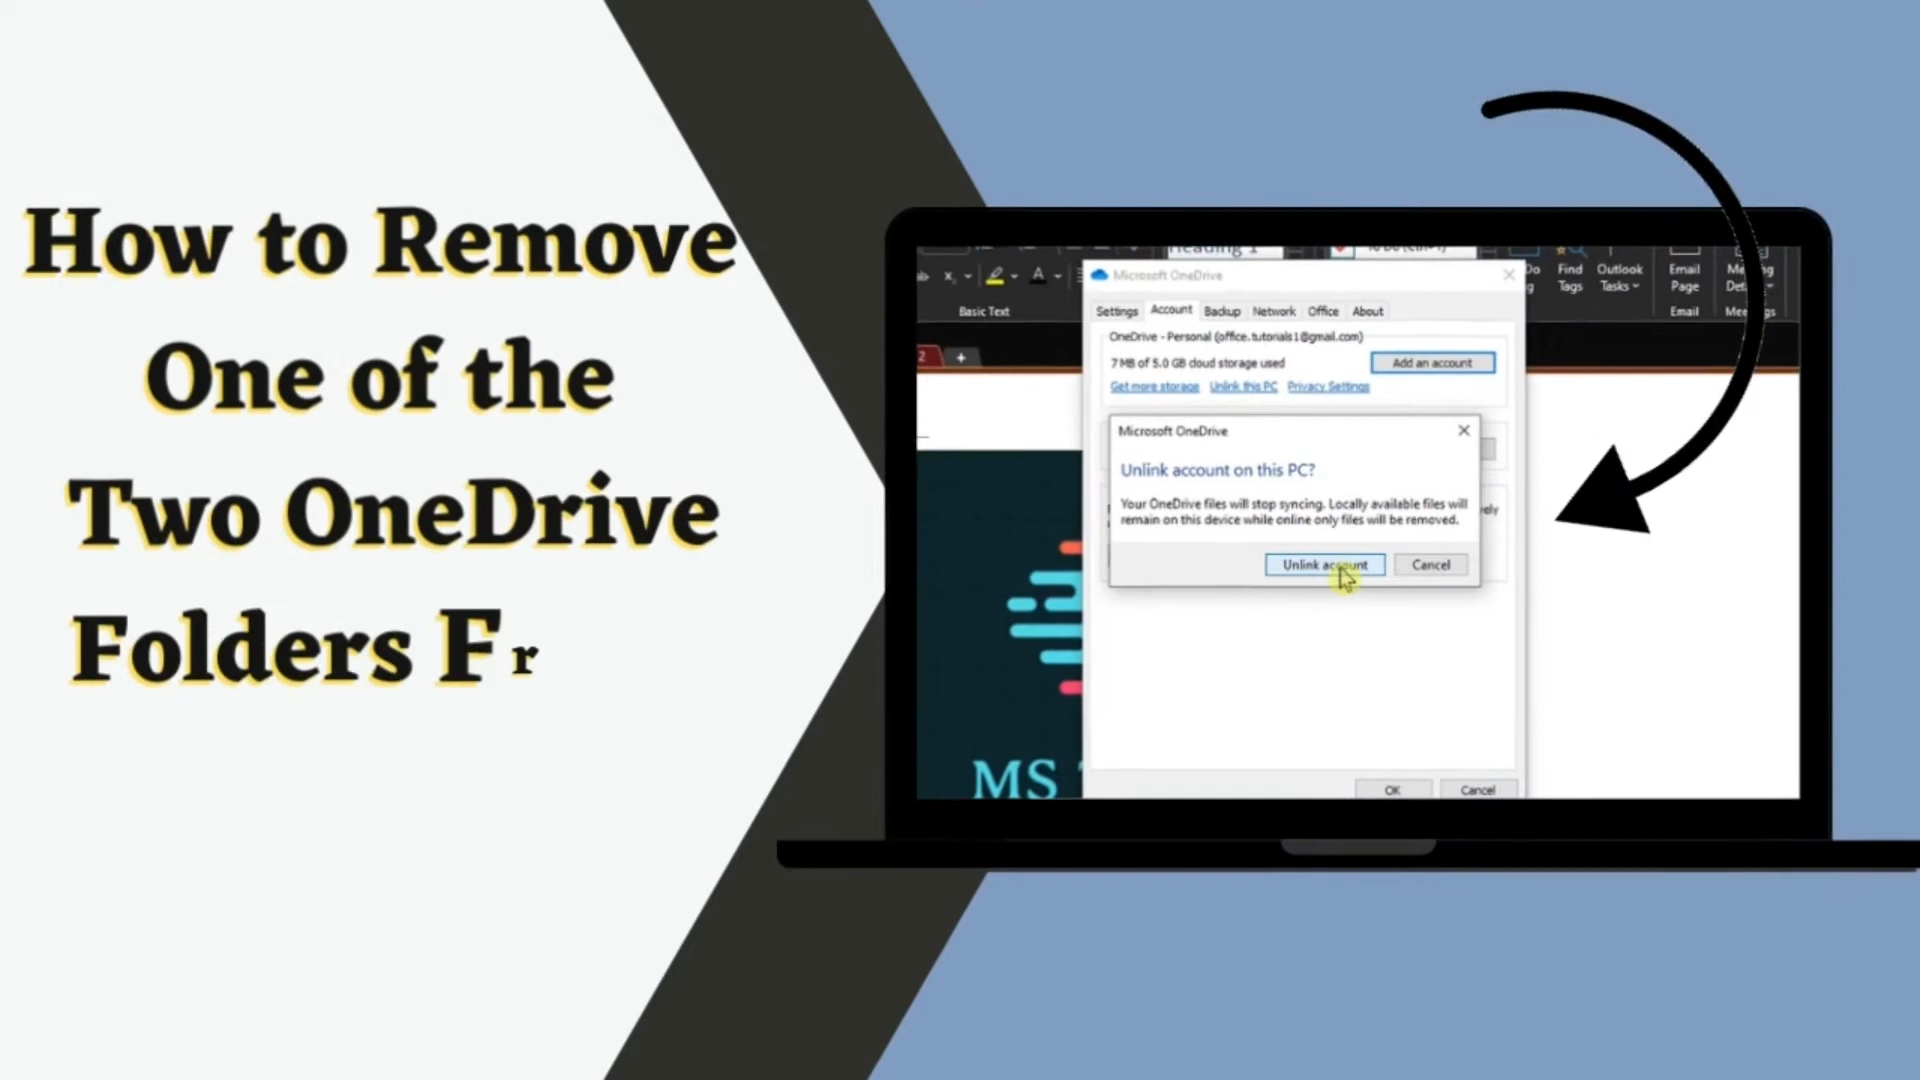 How to Remove
One of the
Two OneDrive
Folders Fr
Heading 1
Find
Tags
Outlook
Tasks
Email
Page
Basic Text
Email
2
+
Microsoft OneDrive
Settings Account Backup Network Office About
OneDrive - Personal (office.tutorials1@gmail.com)
7 MB of 5.0 GB cloud storage used
Add an account
Get more storage Unlink this PC Privacy Settings
Microsoft OneDrive
Unlink account on this PC?
Your OneDrive files will stop syncing. Locally available files will
remain on this device while online only files will be removed.
Unlink account Cancel
MS
OK Cancel